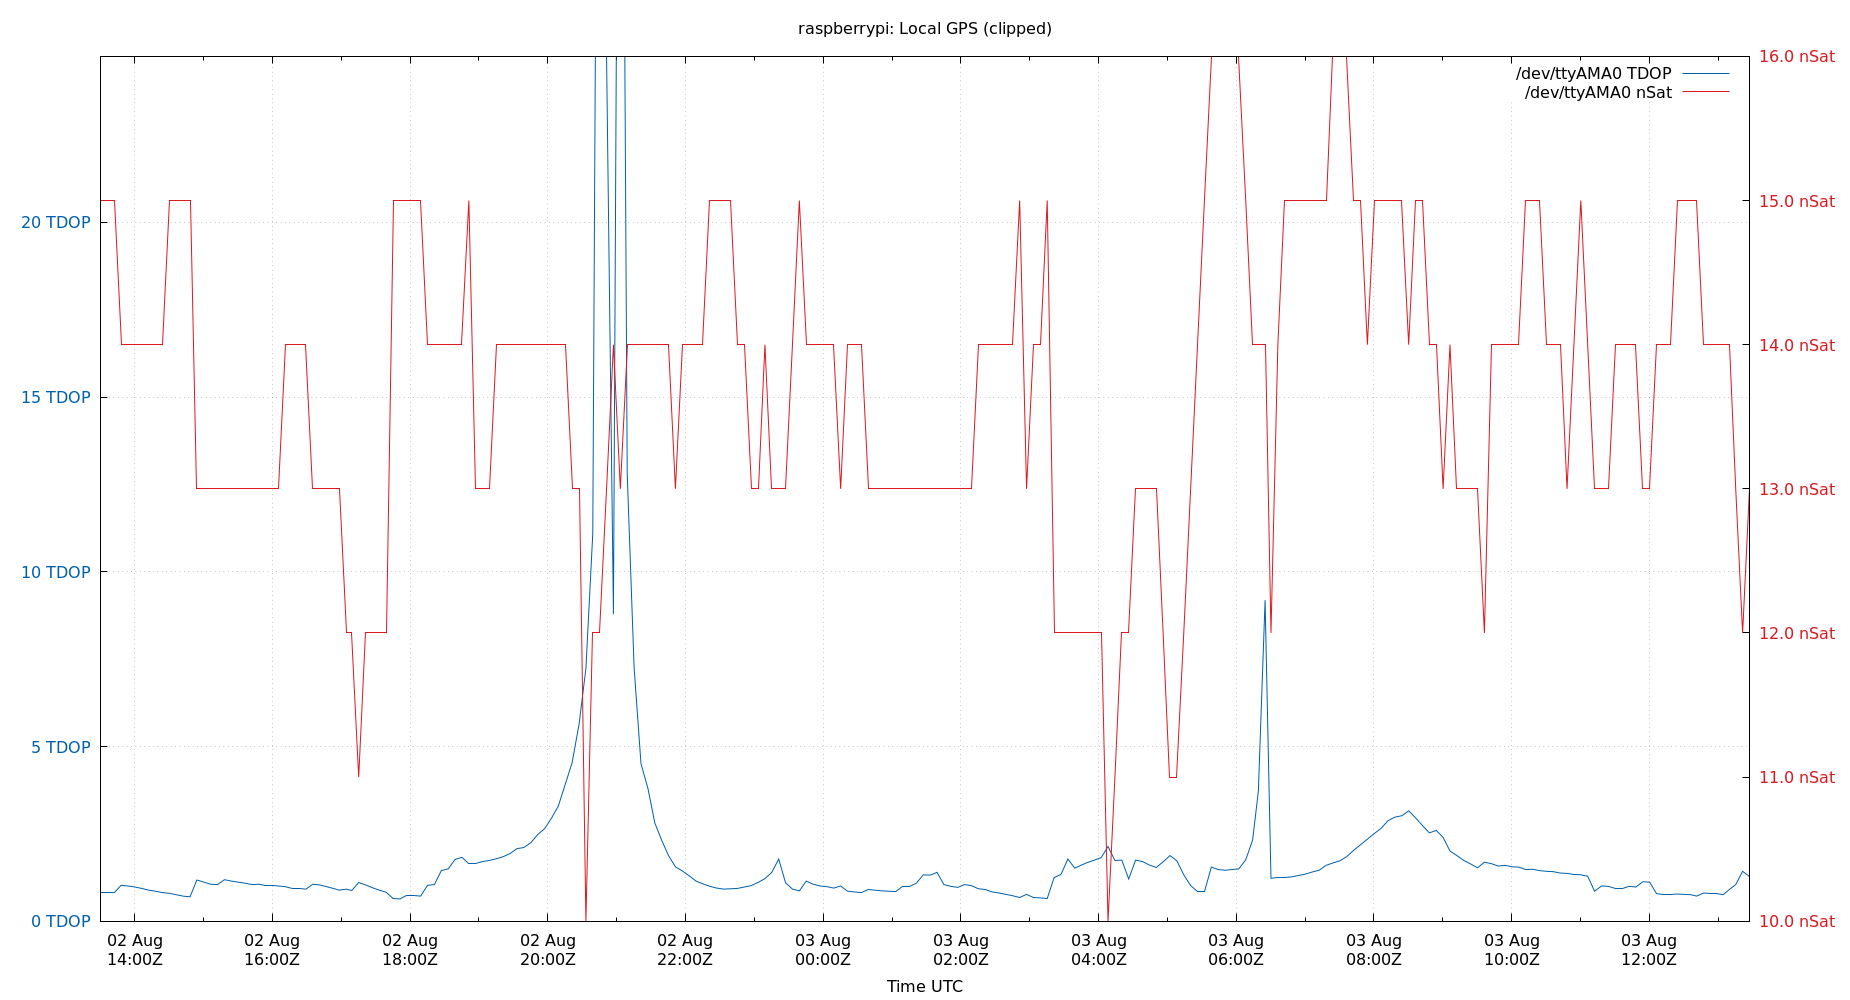 raspberrypi: Local GPS (clipped)
/dev/ttyAMA0 TDOP
/dev/ttyAMA0 nSat
20 TDOP
15 TDOP
10 TDOP
5 TDOP
0 TDOP
16.0 nSat
15.0 nSat
14.0 nSat
13.0 nSat
12.0 nSat
11.0 nSat
10.0 nSat
02 Aug
14:00Z
02 Aug
16:00Z
02 Aug
18:00Z
02 Aug
20:00Z
02 Aug
22:00Z
03 Aug
00:00Z
03 Aug
02:00Z
03 Aug
04:00Z
03 Aug
06:00Z
03 Aug
08:00Z
03 Aug
10:00Z
03 Aug
12:00Z
Time UTC